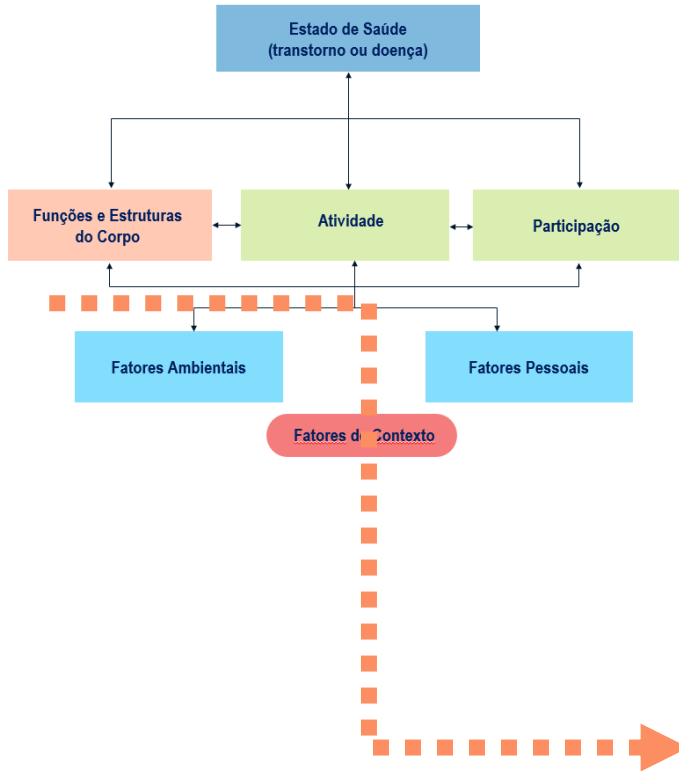 Estado de Saúde
(transtorno ou doença)
Funções e Estruturas
do Corpo
Atividade
Participação
Fatores Ambientais
Fatores Pessoais
Fatores de Contexto